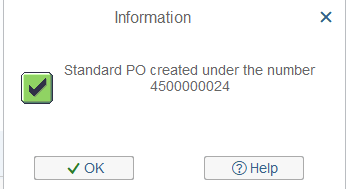 Information
Standard PO created under the number
4500000024
OK
Help